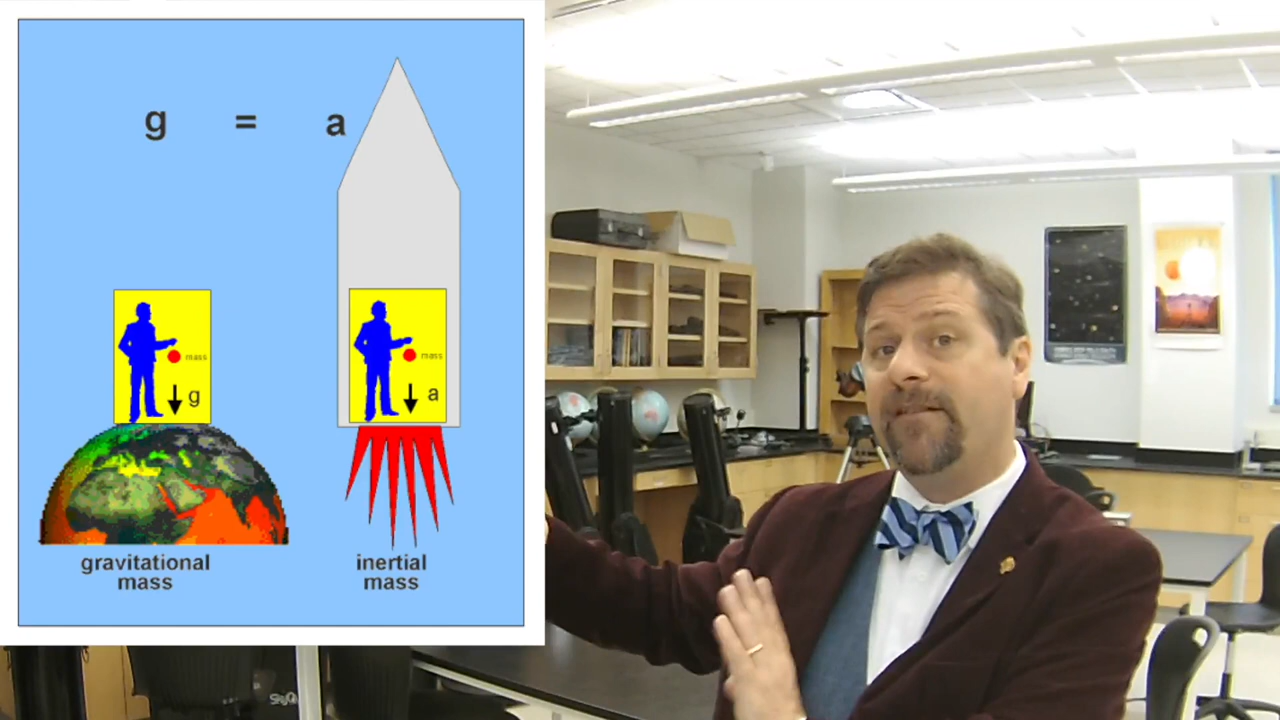 g = a
mass
g
mass
a
gravitational
mass
inertial
mass